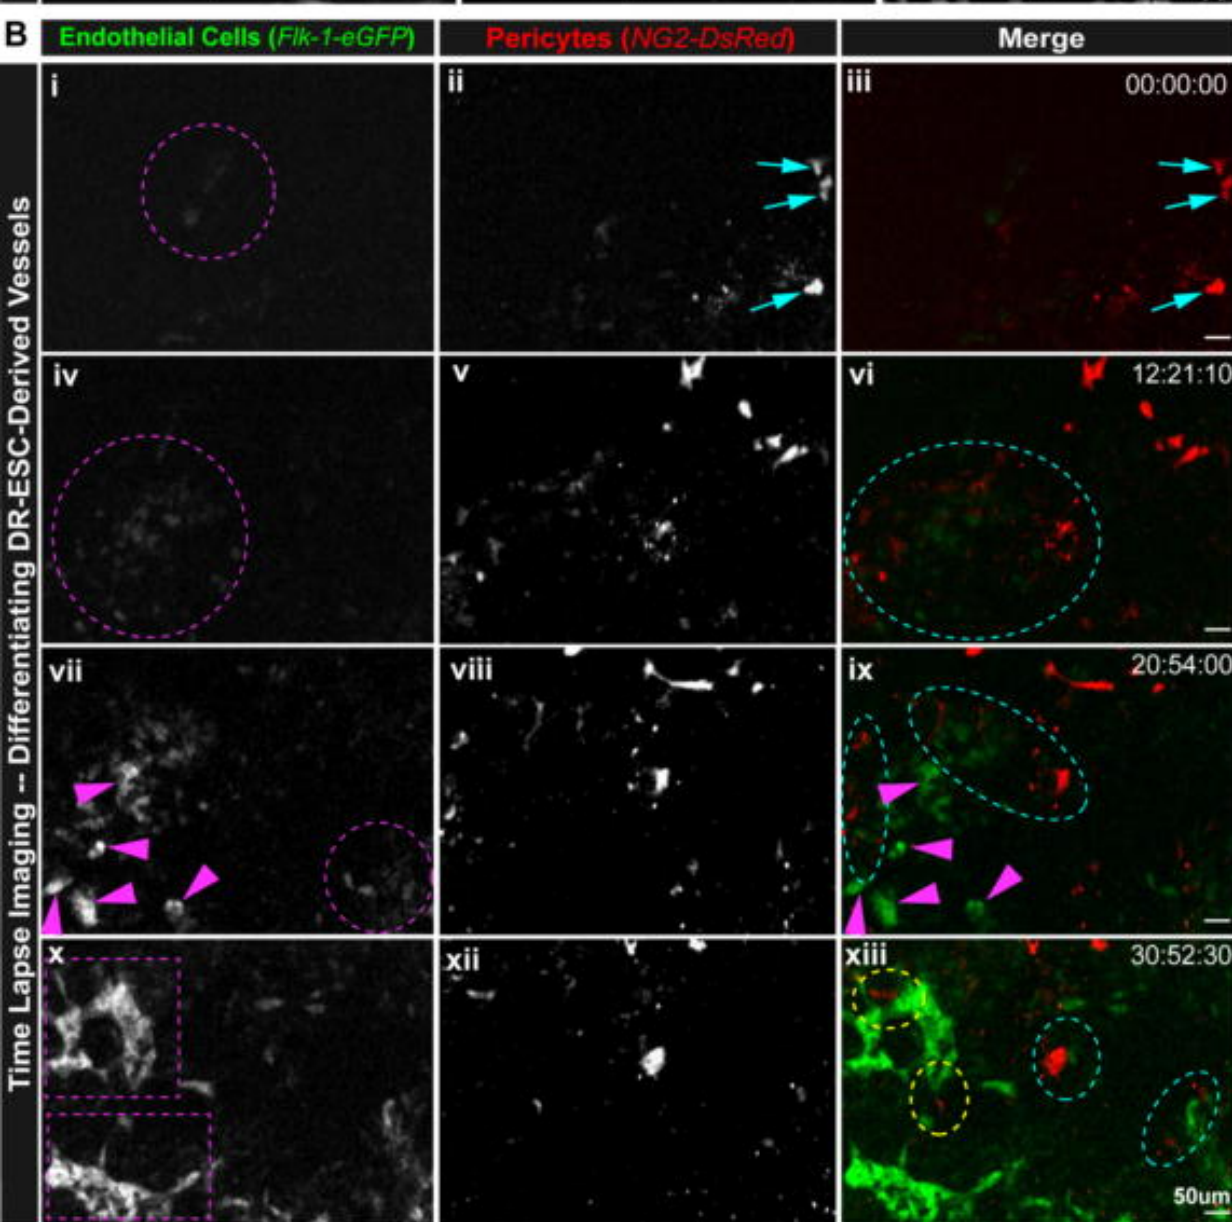 B
Endothelial Cells (Flk-1-eGFP)
Pericytes (NG2-DsRed)
Merge
Time Lapse Imaging -- Differentiating DR-ESC-Derived Vessels
i
ii
iii
00:00:00
iv
v
vi
12:21:10
vii
viii
ix
20:54:00
x
xii
xiii
30:52:30
50um